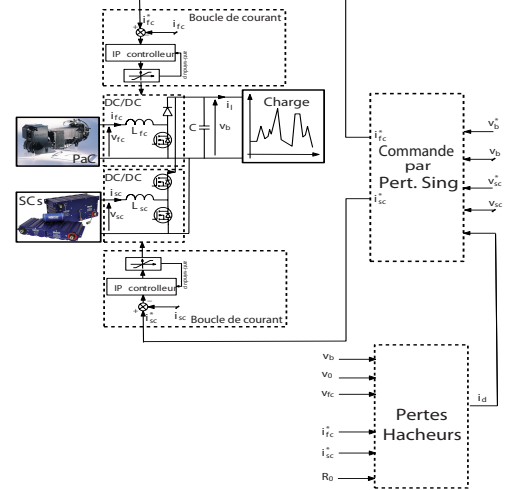 i*fc
ifc
Boucle de courant
+
-
IP controlleur
DC/DC
ifc
Lfc
vfc
PaC
C
il
vb
Charge
DC/DC
SCs
isc
Lsc
vsc
IP controlleur
+
-
i*sc
isc
Boucle de courant
i*fc
Commande
par
Pert. Sing
i*sc
v*b
vb
v*sc
vsc
vb
v0
vfc
i*fc
i*sc
R0
Pertes
Hacheurs
id